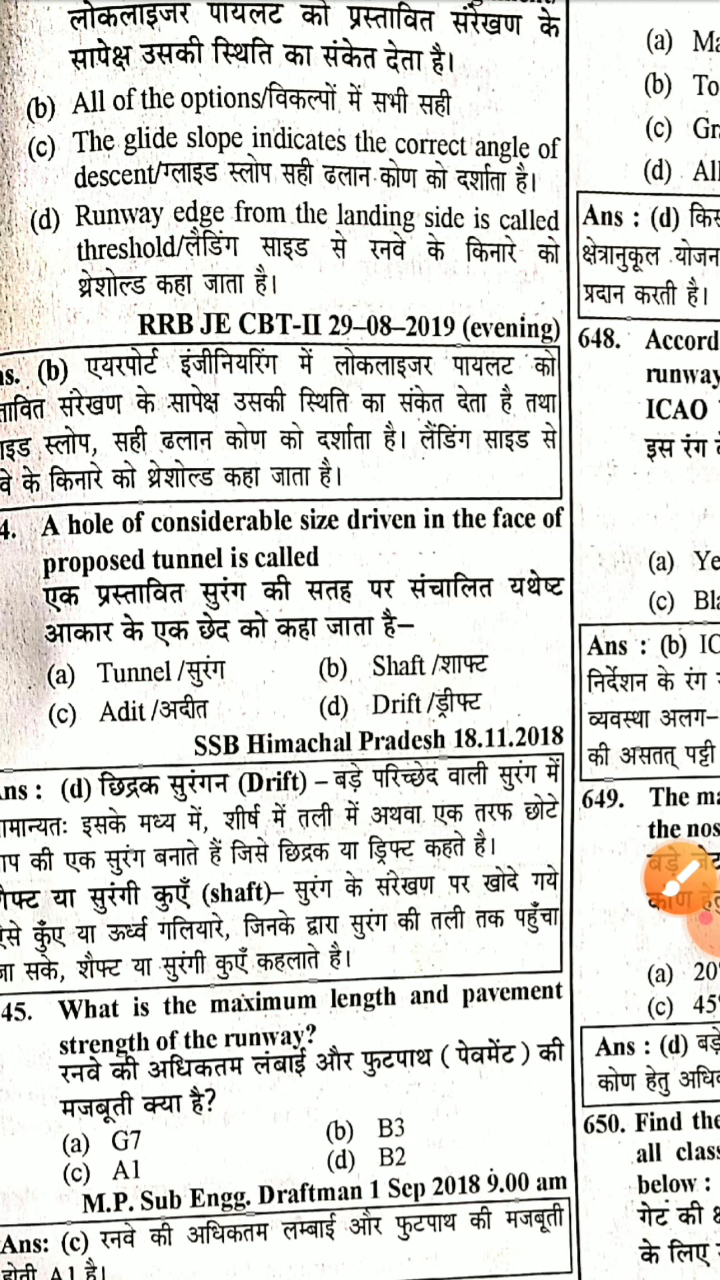 लोकलाइजर पायलट को प्रस्तावित संरेखण के
सापेक्ष उसकी स्थिति का संकेत देता है।
(b) All of the options/विकल्पों में सभी सही
(c) The glide slope indicates the correct angle of
descent/ग्लाइड स्लोप सही ढलान कोण को दर्शाता है।
(d) Runway edge from the landing side is called
threshold/लैंडिंग साइड से रनवे के किनारे को
थ्रेशोल्ड कहा जाता है।
RRB JE CBT-II 29–08–2019 (evening)
ns. (b) एयरपोर्ट इंजीनियरिंग में लोकलाइजर पायलट को
तावित संरेखण के सापेक्ष उसकी स्थिति का संकेत देता है तथा
ाइड स्लोप, सही ढलान कोण को दर्शाता है। लैंडिंग साइड से
वे के किनारे को थ्रेशोल्ड कहा जाता है।
4. A hole of considerable size driven in the face of
proposed tunnel is called
एक प्रस्तावित सुरंग की सतह पर संचालित यथेष्ट
आकार के एक छेद को कहा जाता है–
(a) Tunnel /सुरंग (b) Shaft /शाफ्ट
(c) Adit /अदीत (d) Drift /ड्रीफ्ट
SSB Himachal Pradesh 18.11.2018
ns : (d) छिद्रक सुरंगन (Drift) – बड़े परिच्छेद वाली सुरंग में
ामान्यतः इसके मध्य में, शीर्ष में तली में अथवा एक तरफ छोटे
ाप की एक सुरंग बनाते हैं जिसे छिद्रक या ड्रिफ्ट कहते है।
ैफ्ट या सुरंगी कुएँ (shaft)– सुरंग के संरेखण पर खोदे गये
ऐसे कुँए या ऊर्ध्व गलियारे, जिनके द्वारा सुरंग की तली तक पहुँचा
जा सके, शैफ्ट या सुरंगी कुएँ कहलाते है।
45. What is the maximum length and pavement
strength of the runway?
रनवे की अधिकतम लंबाई और फुटपाथ ( पेवमेंट ) की
मजबूती क्या है?
(a) G7 (b) B3
(c) A1 (d) B2
M.P. Sub Engg. Draftman 1 Sep 2018 9.00 am
Ans: (c) रनवे की अधिकतम लम्बाई और फुटपाथ की मजबूती
होती A1 है।
(a) Ma
(b) To
(c) Gr
(d) All
Ans : (d) किस
क्षेत्रानुकूल योजन
प्रदान करती है।
648. Accord
runway
ICAO
इस रंग
(a) Ye
(c) Bla
Ans : (b) IC
निर्देशन के रंग
व्यवस्था अलग–
की असतत् पट्टी
649. The ma
the nos
बड़े जेट
कोण हेतु
(a) 20
(c) 45
Ans : (d) बड़े
कोण हेतु अधि
650. Find the
all class
below :
गेट की क्ष
के लिए